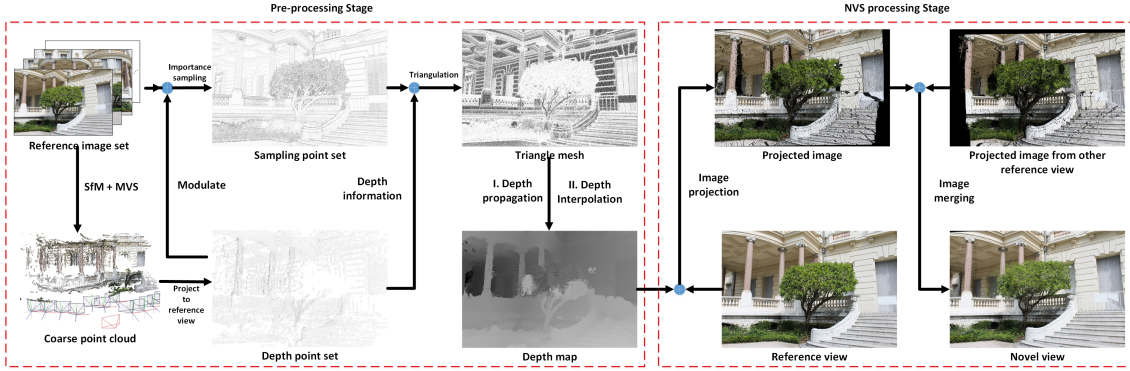 Pre-processing Stage
NVS processing Stage
Importance
sampling
Triangulation
Reference image set
Sampling point set
Triangle mesh
Projected image
Projected image from other
reference view
SfM + MVS
Modulate
Depth
information
I. Depth
propagation
II. Depth
Interpolation
Image
projection
Image
merging
Project
to
reference
view
Coarse point cloud
Depth point set
Depth map
Reference view
Novel view